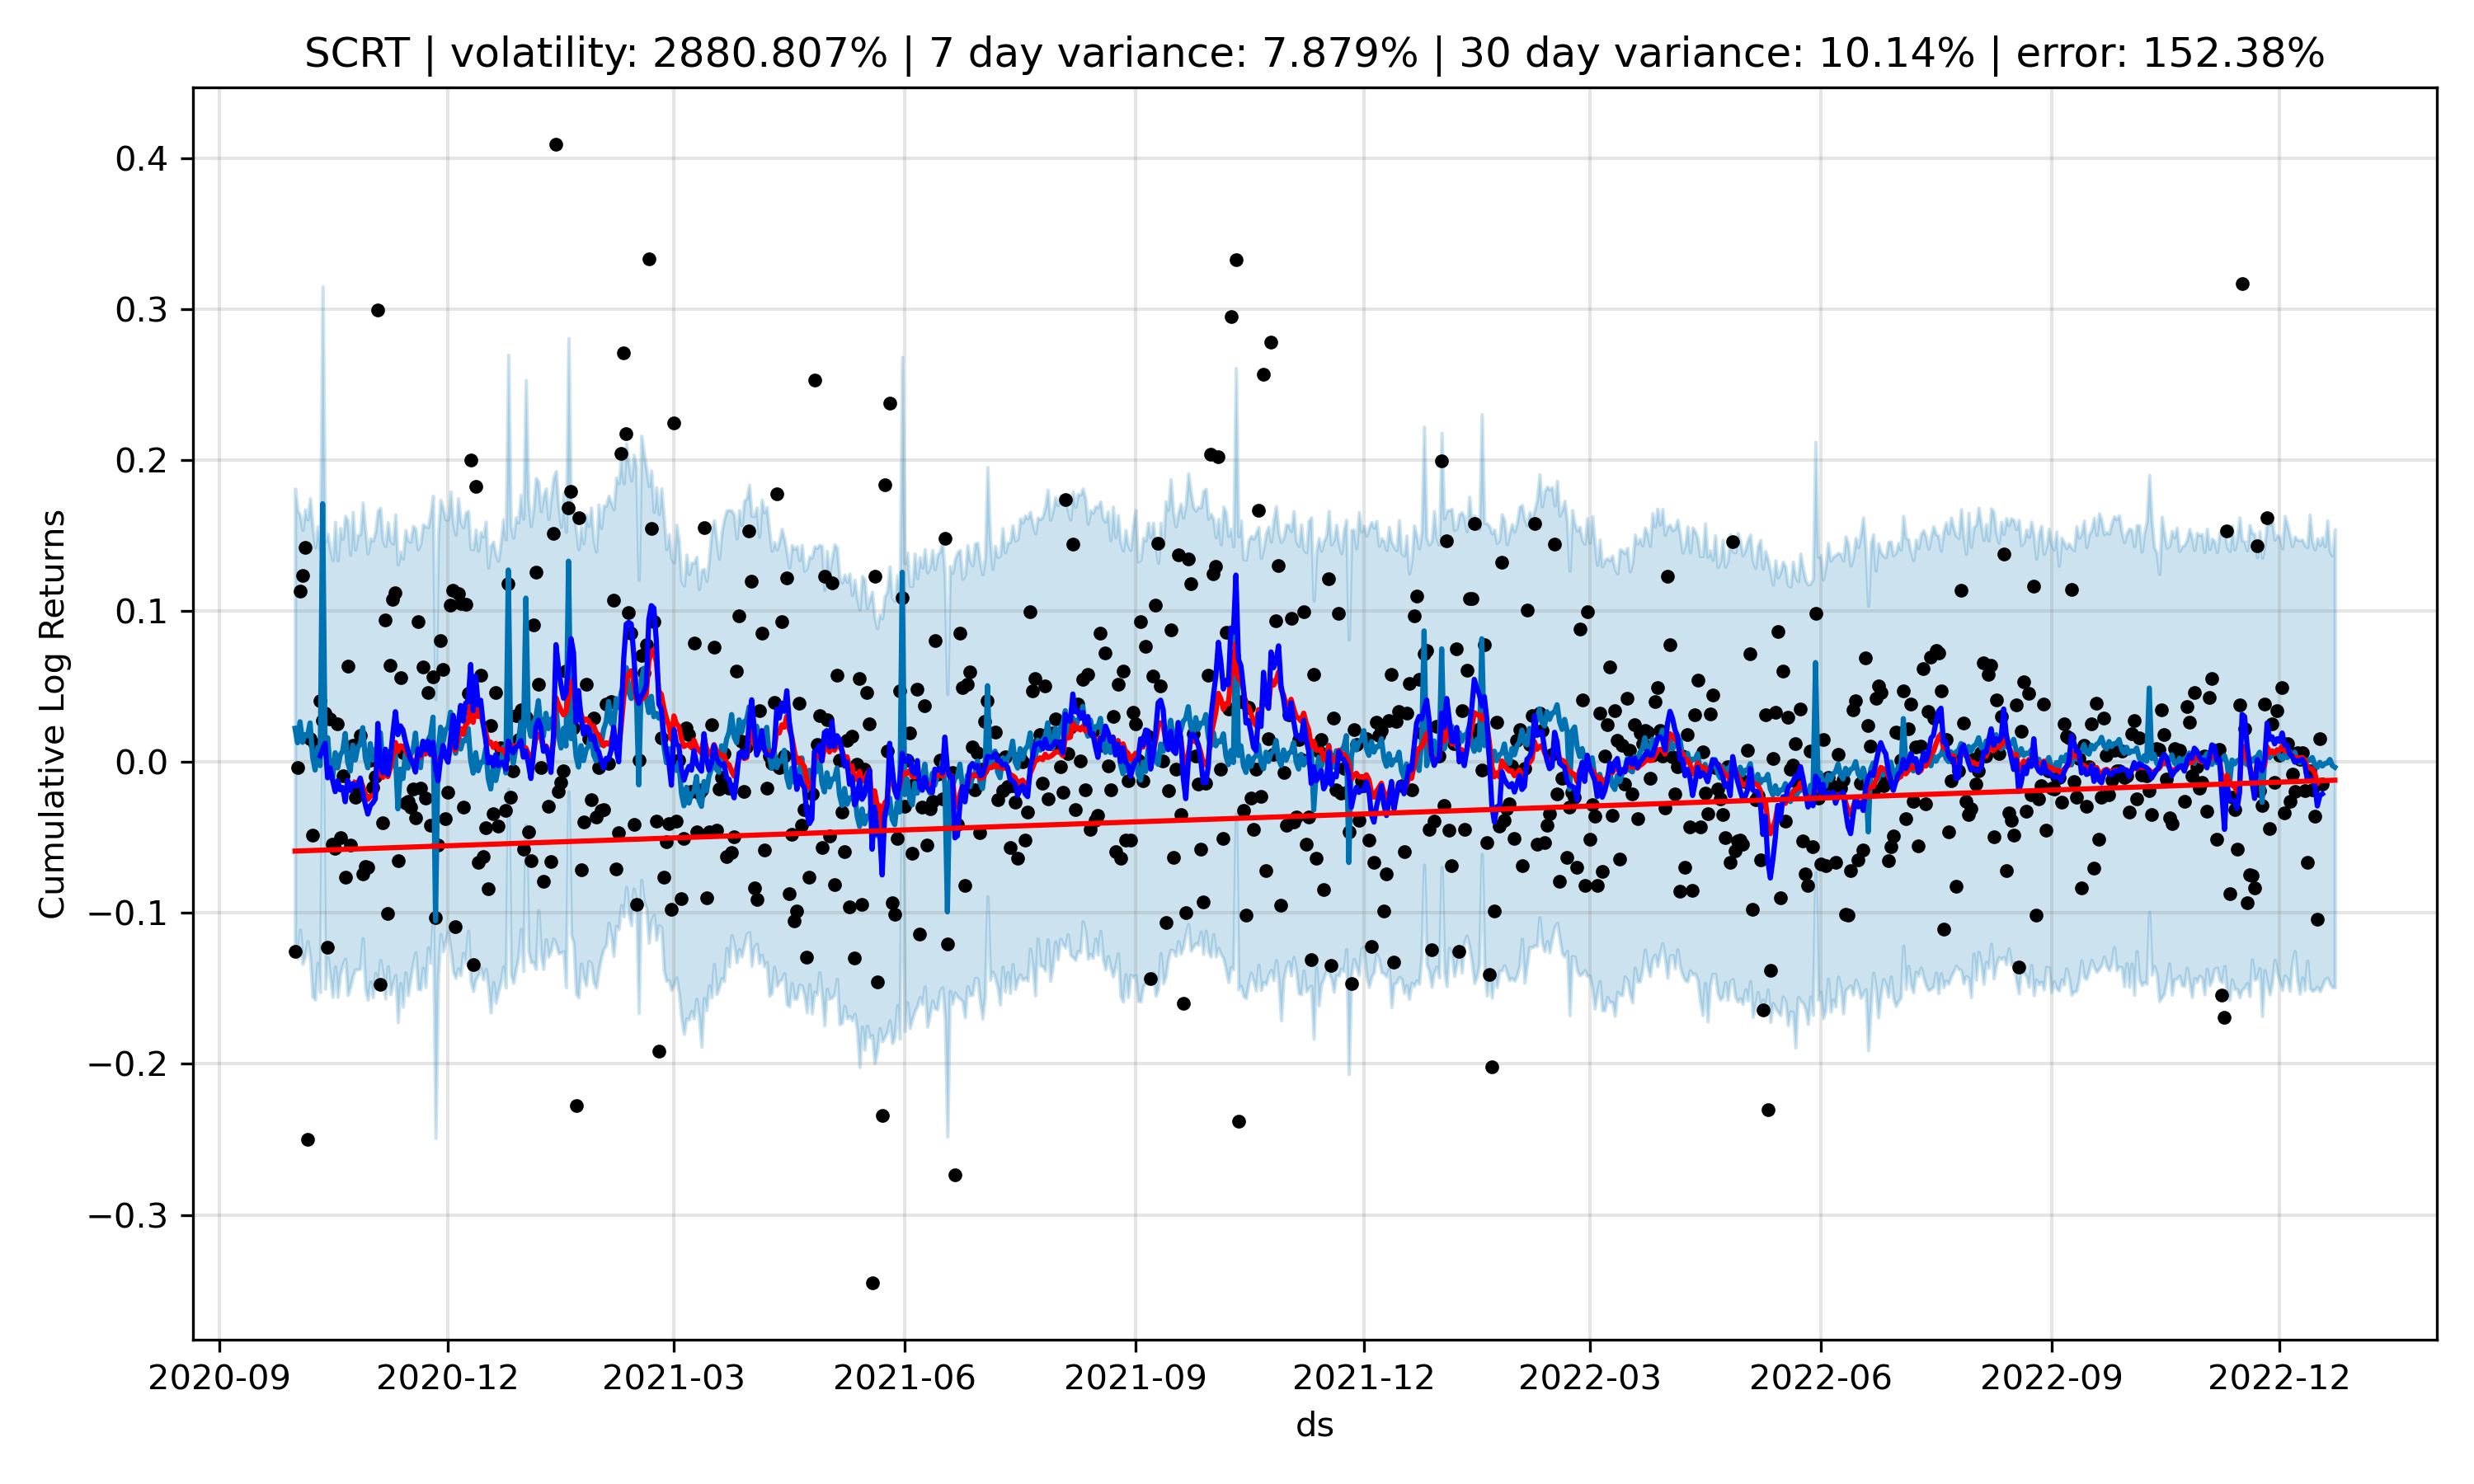 SCRT | volatility: 2880.807% | 7 day variance: 7.879% | 30 day variance: 10.14% | error: 152.38%
Cumulative Log Returns
0.4
0.3
0.2
0.1
0.0
−0.1
−0.2
−0.3
2020-09 2020-12 2021-03 2021-06 2021-09 2021-12 2022-03 2022-06 2022-09 2022-12
ds